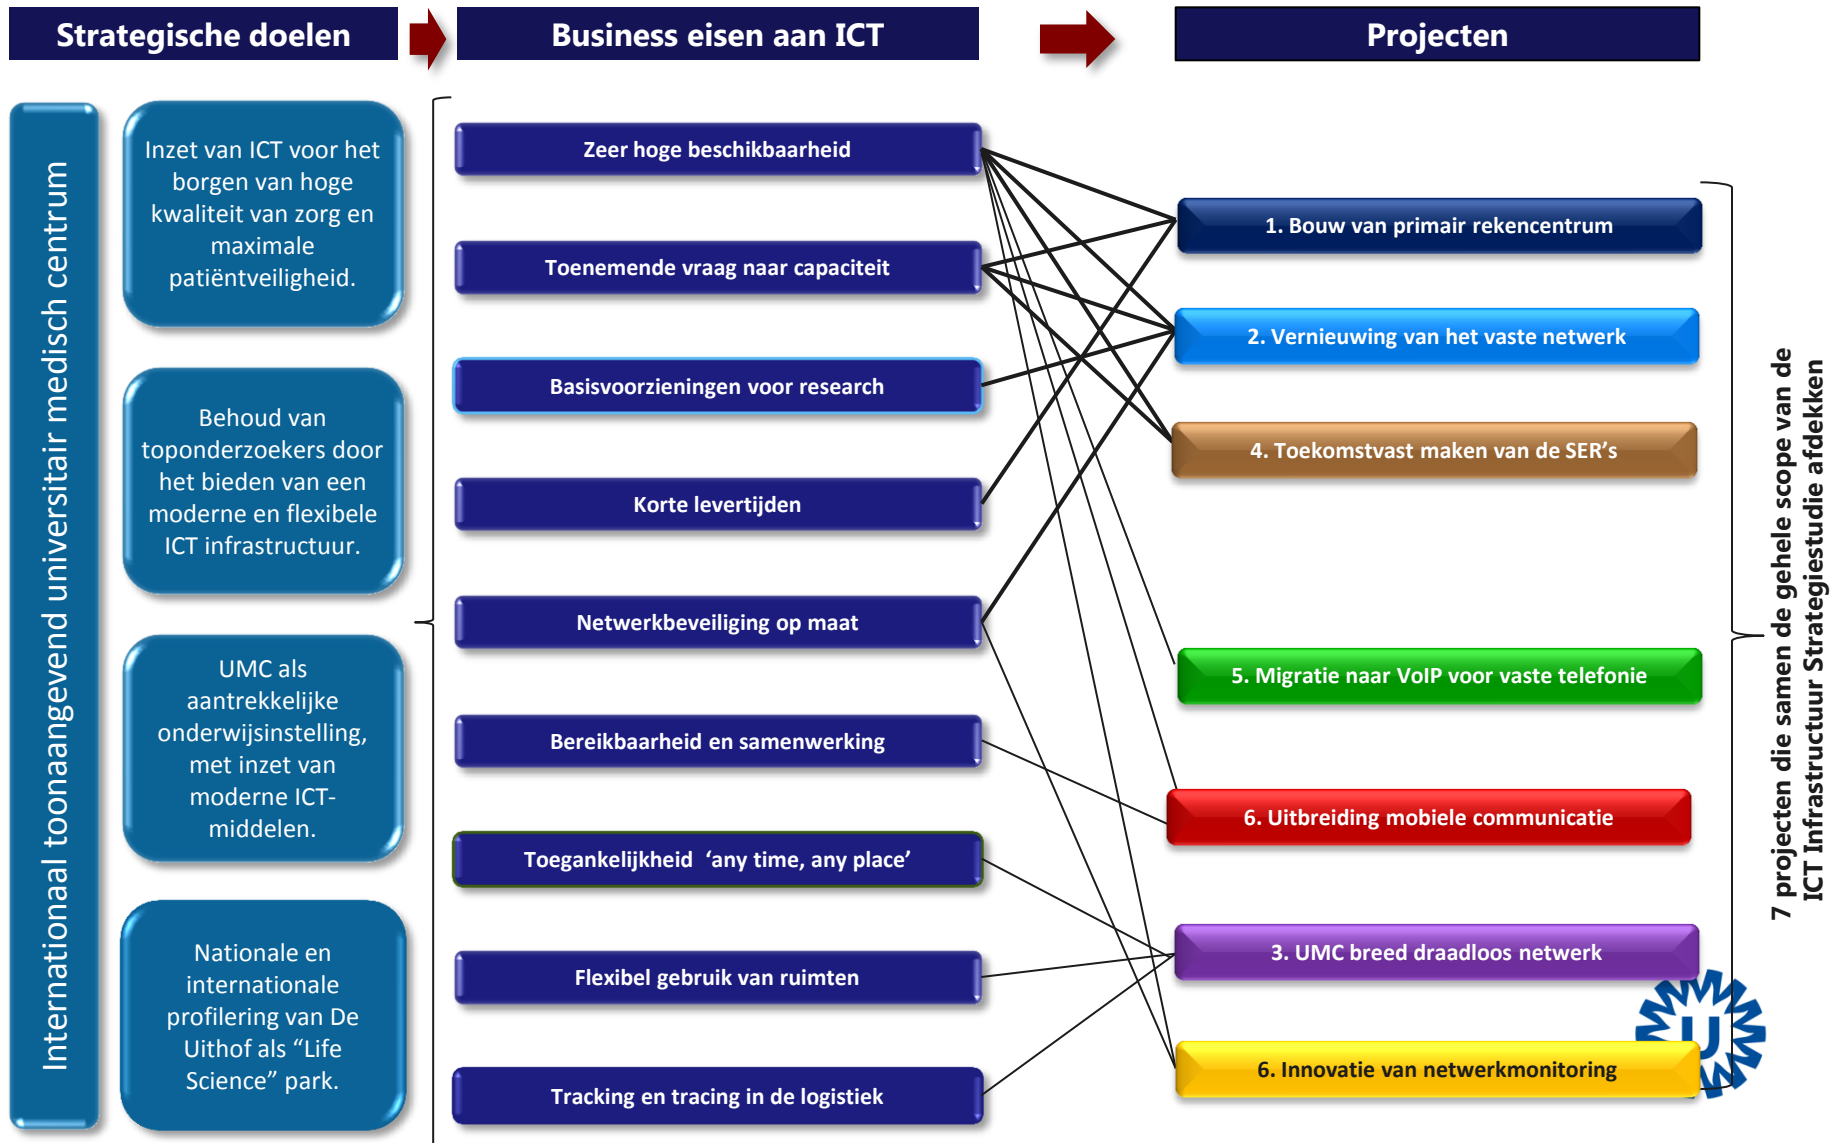 Strategische doelen
Business eisen aan ICT
Projecten
Internationaal toonaangevend universitair medisch centrum
Inzet van ICT voor het
borgen van hoge
kwaliteit van zorg en
maximale
patiëntveiligheid.
Behoud van
toponderzoekers door
het bieden van een
moderne en flexibele
ICT infrastructuur.
UMC als
aantrekkelijke
onderwijsinstelling,
met inzet van
moderne ICT-
middelen.
Nationale en
internationale
profilering van De
Uithof als “Life
Science” park.
Zeer hoge beschikbaarheid
Toenemende vraag naar capaciteit
Basisvoorzieningen voor research
Korte levertijden
Netwerkbeveiliging op maat
Bereikbaarheid en samenwerking
Toegankelijkheid ‘any time, any place’
Flexibel gebruik van ruimten
Tracking en tracing in de logistiek
1. Bouw van primair rekencentrum
2. Vernieuwing van het vaste netwerk
4. Toekomstvast maken van de SER’s
5. Migratie naar VoIP voor vaste telefonie
6. Uitbreiding mobiele communicatie
3. UMC breed draadloos netwerk
6. Innovatie van netwerkmonitoring
U
7 projecten die samen de gehele scope van de
ICT Infrastructuur Strategiestudie afdekken